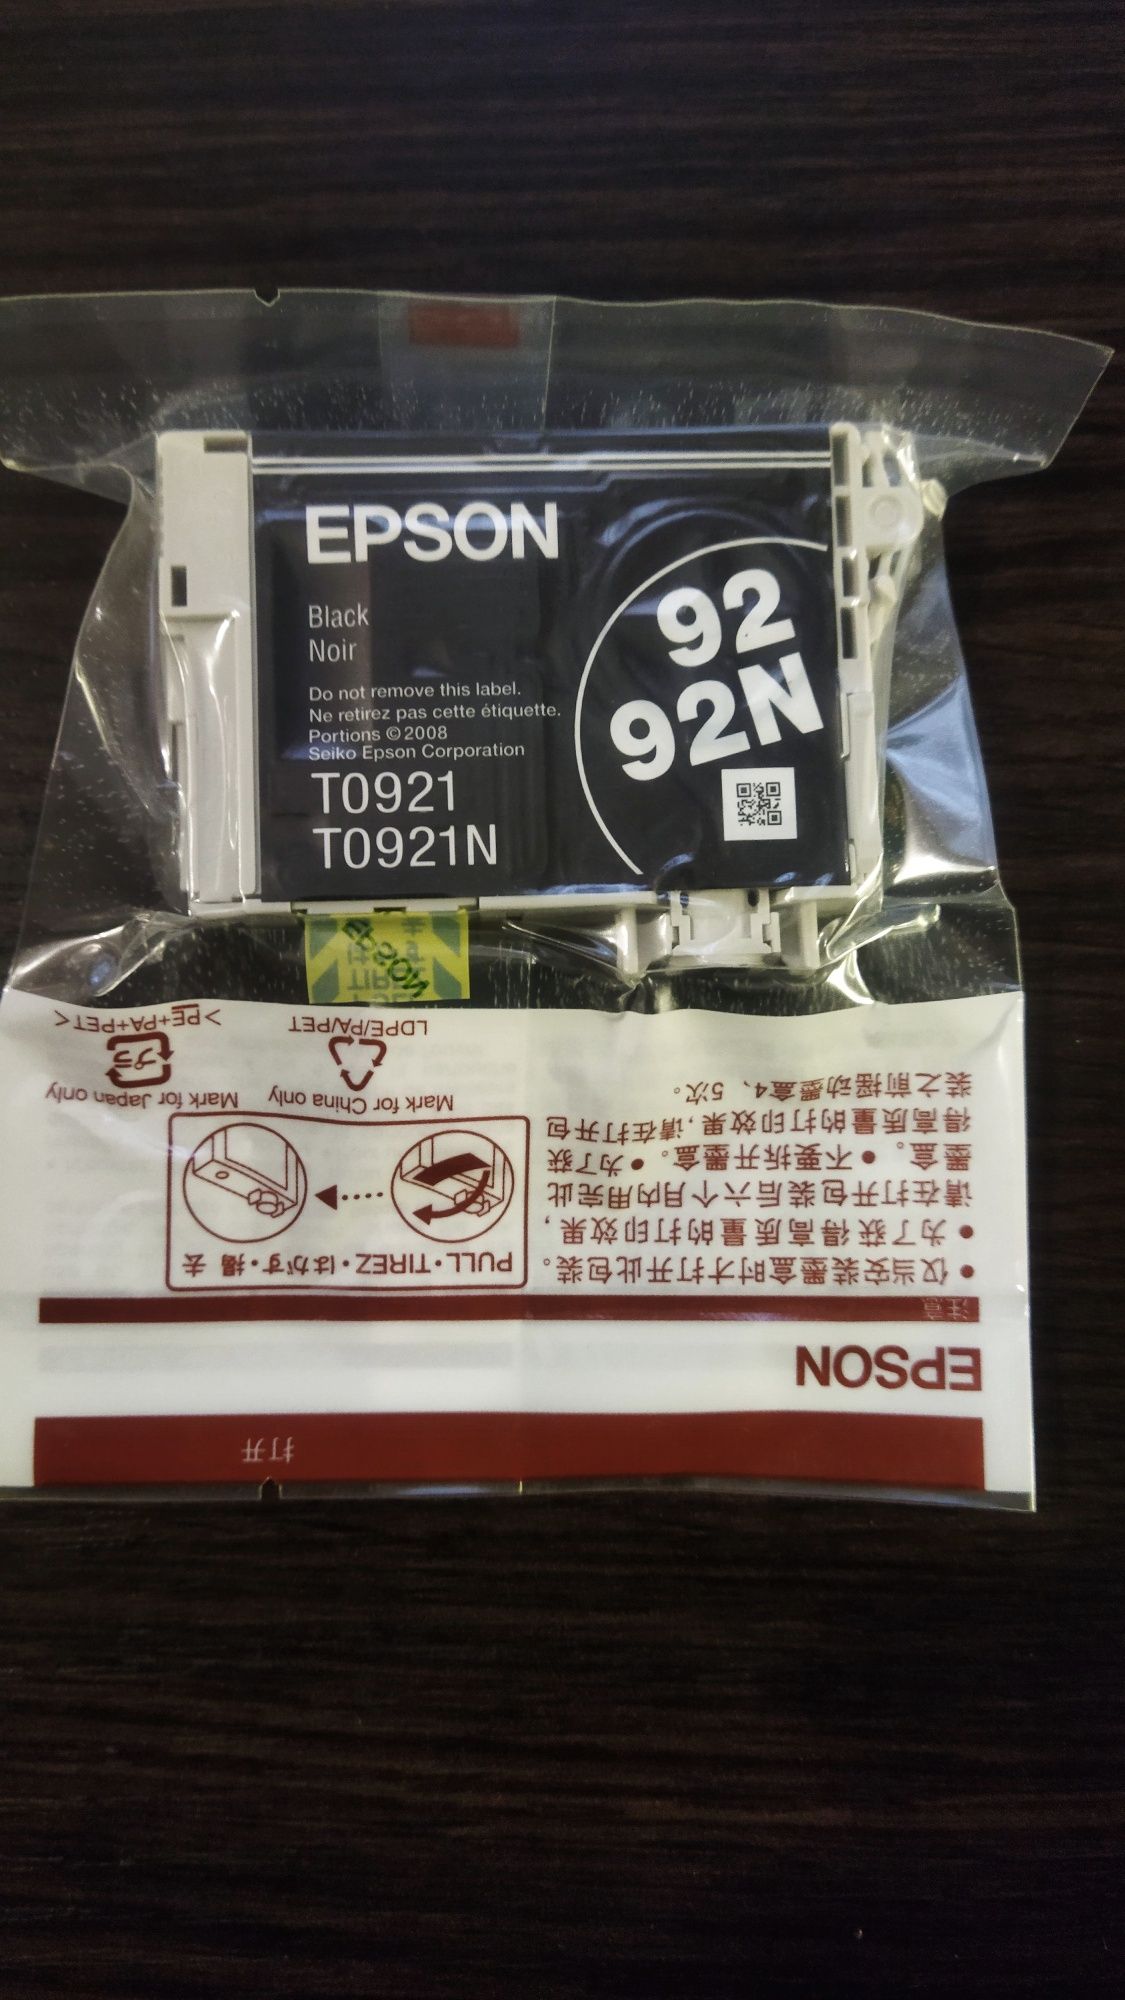 EPSON
Black
Noir
Do not remove this label.
Ne retirez pas cette étiquette.
Portions ©2008
Seiko Epson Corporation
T0921
T0921N
92
92N
EPSON
打开
EPSON
注意
• 仅当安装墨盒时才打开此包装。
• 为了获得高质量的打印效果，
请在打开包装后六个月内用完此
墨盒。 • 不要拆开墨盒。 • 为了获
得高质量的打印效果，请在打开包
装之前摇动墨盒4、5次。
PULL・TIREZ・はがす・撕去
Mark for China only
LDPE/PA/PET
Mark for Japan only
プラ
>PE+PA+PET<